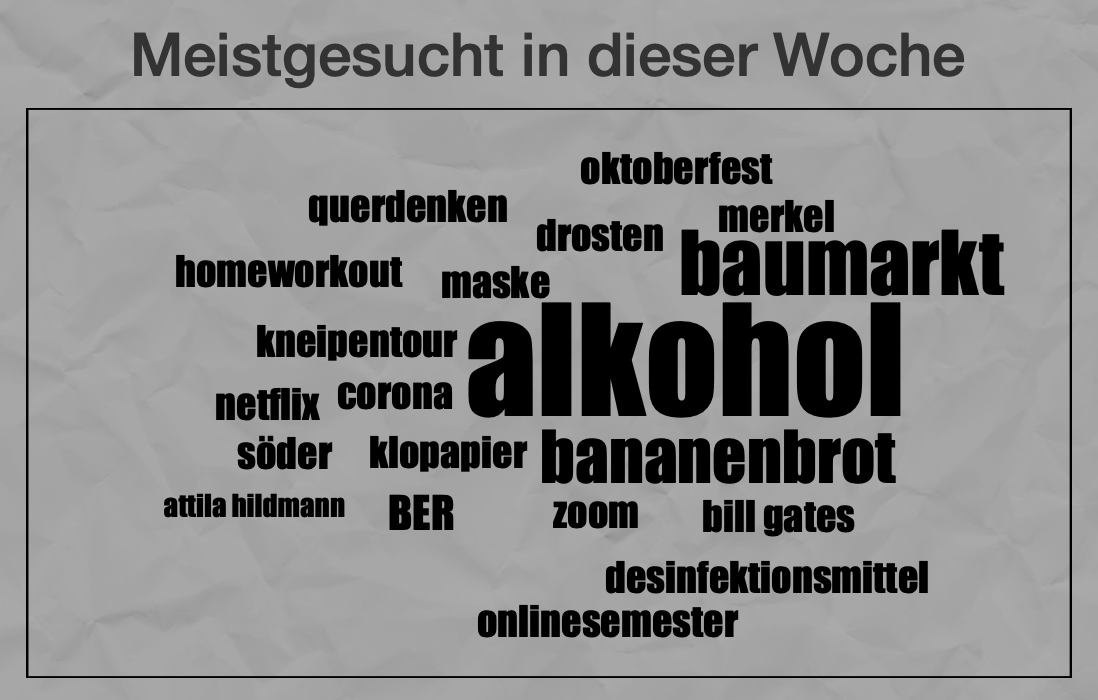 Meistgesucht in dieser Woche
oktoberfest
querdenken
merkel
drosten
baumarkt
homeworkout
maske
kneipentour
alkohol
netflix
corona
söder
klopapier
bananenbrot
attila hildmann
BER
zoom
bill gates
desinfektionsmittel
onlinesemester